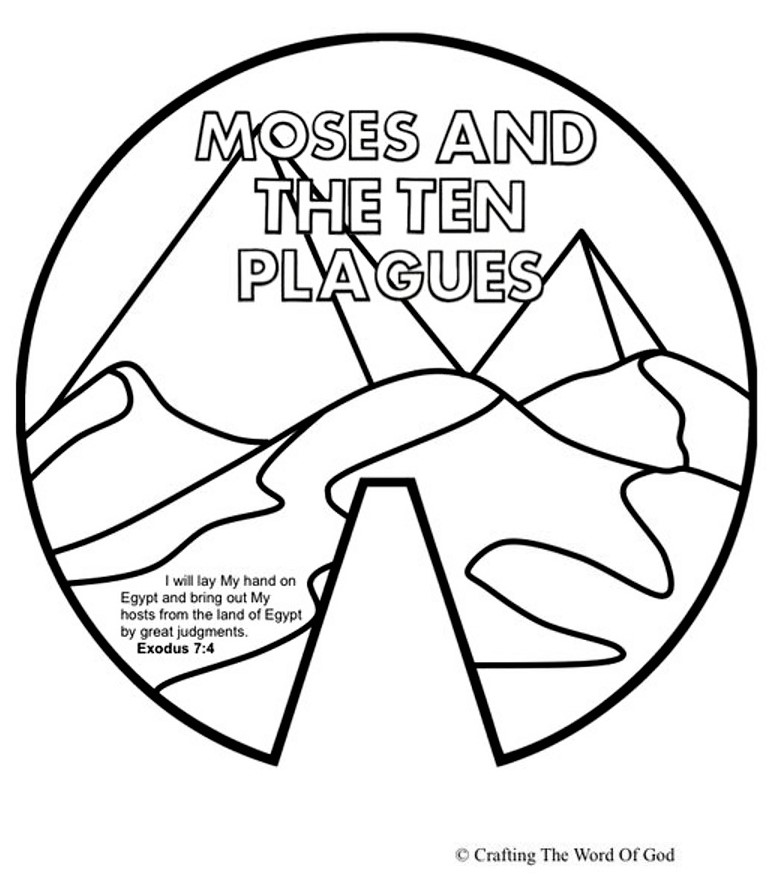 MOSES AND
THE TEN
PLAGUES
I will lay My hand on
Egypt and bring out My
hosts from the land of Egypt
by great judgments.
Exodus 7:4
© Crafting The Word Of God